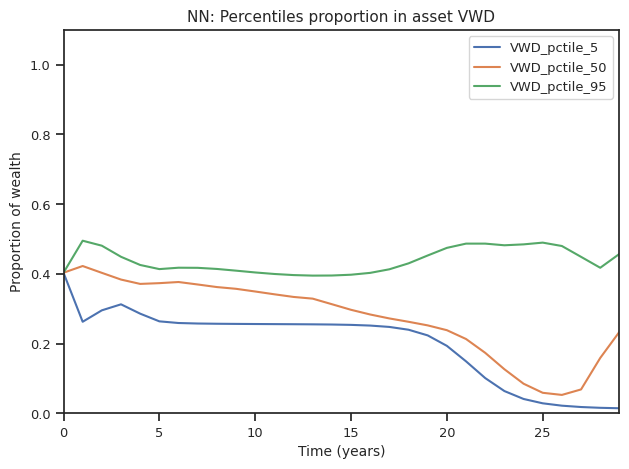 NN: Percentiles proportion in asset VWD
VWD_pctile_5
VWD_pctile_50
VWD_pctile_95
Proportion of wealth
1.0
0.8
0.6
0.4
0.2
0.0
0 5 10 15 20 25
Time (years)